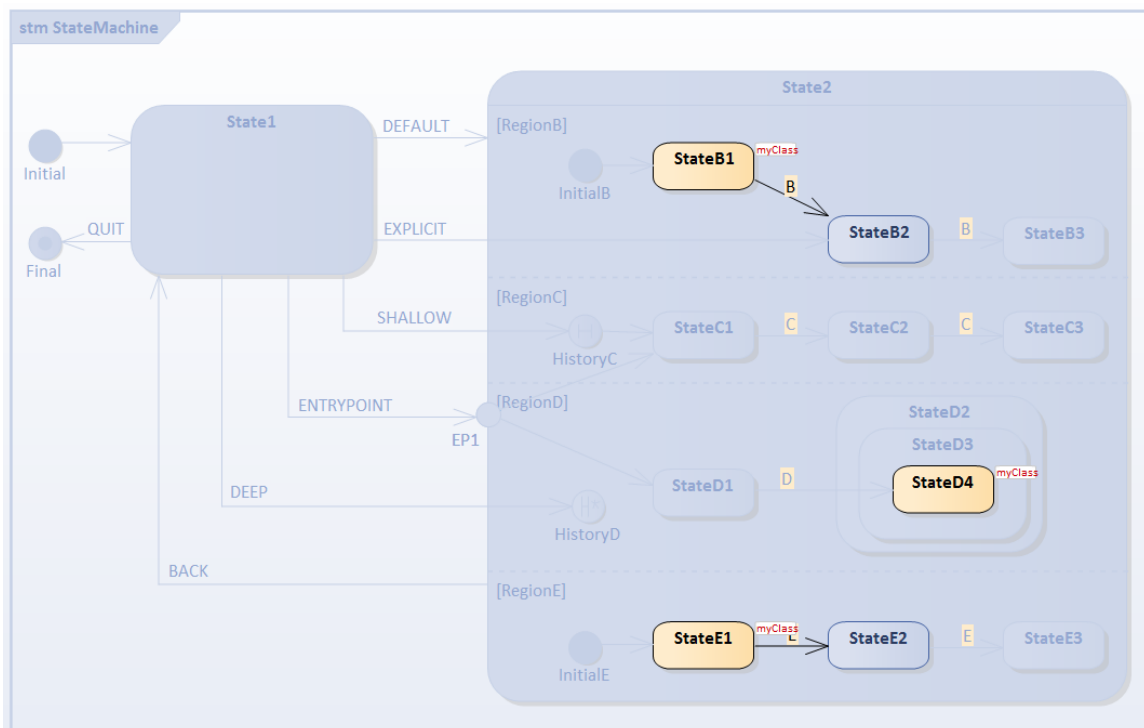 stm StateMachine
State2
State1
DEFAULT
[RegionB]
Initial
StateB1
myClass
B
InitialB
QUIT
EXPLICIT
StateB2
B
StateB3
Final
[RegionC]
SHALLOW
StateC1
C
StateC2
C
StateC3
HistoryC
ENTRYPOINT
[RegionD]
StateD2
EP1
StateD3
StateD4
myClass
StateD1
D
DEEP
HistoryD
BACK
[RegionE]
StateE1
myClass
StateE2
E
StateE3
InitialE